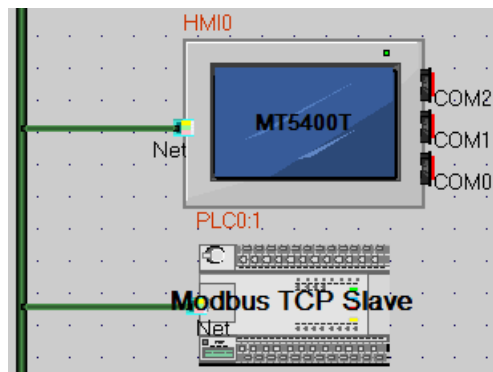 HMI0
MT5400T
COM2
COM1
COM0
Net
PLC0:1
Modbus TCP Slave
Net